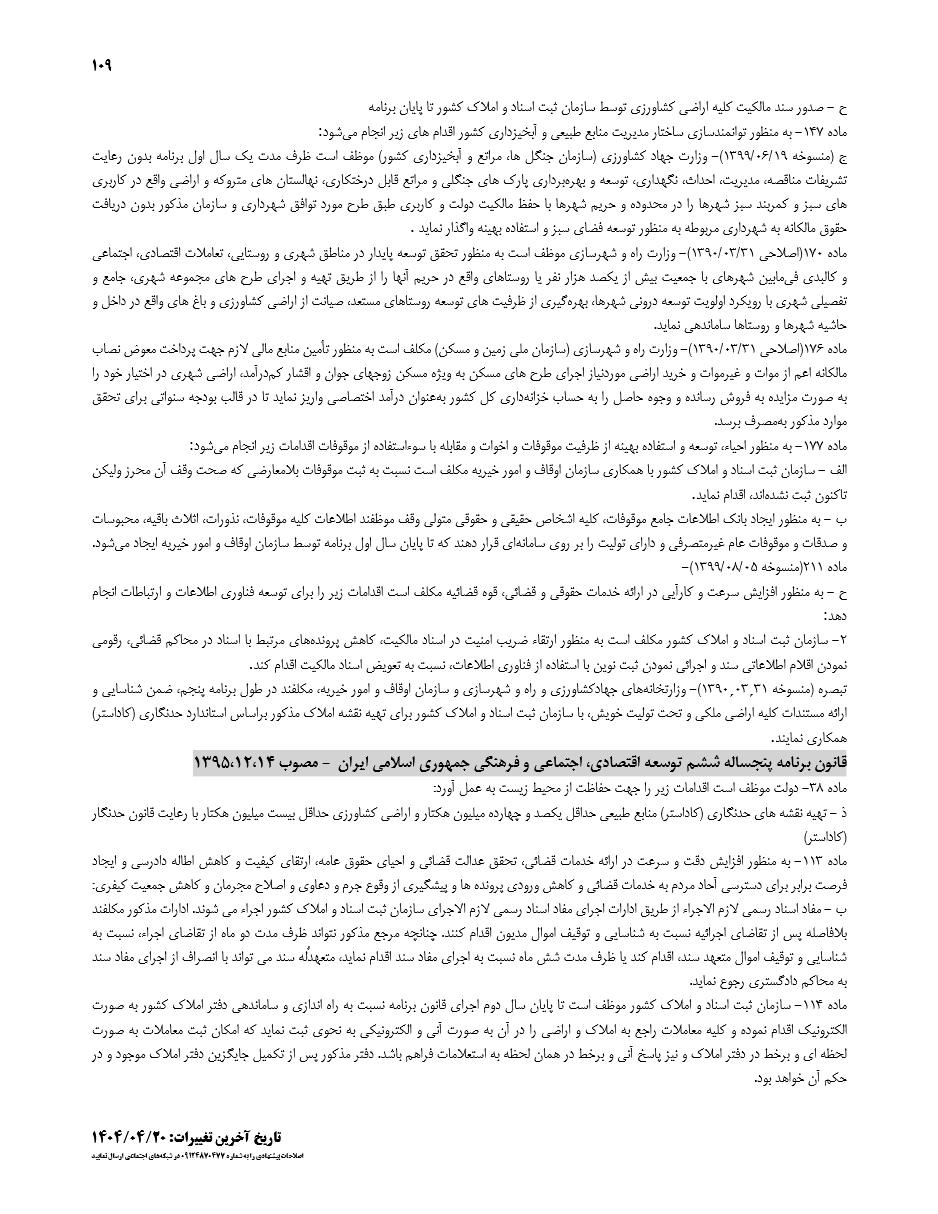 ۱۰۹
ح - صدور سند مالکیت کلیه اراضی کشاورزی توسط سازمان ثبت اسناد و املاک کشور تا پایان برنامه
ماده ۱۴۷- به منظور توانمندسازی ساختار مدیریت منابع طبیعی و آبخیزداری کشور اقدام های زیر انجام می‌شود:
ج (منسوخه ۱۳۹۹/۰۶/۱۹)- وزارت جهاد کشاورزی (سازمان جنگل ها، مراتع و آبخیزداری کشور) موظف است ظرف مدت یک سال اول برنامه بدون رعایت
تشریفات مناقصه، مدیریت، احداث، نگهداری، توسعه و بهره‌برداری پارک های جنگلی و مراتع قابل درختکاری، نهالستان های متروکه و اراضی واقع در کاربری
های سبز و کمربند سبز شهرها را در محدوده و حریم شهرها با حفظ مالکیت دولت و کاربری طبق طرح مورد توافق شهرداری و سازمان مذکور بدون دریافت
حقوق مالکانه به شهرداری مربوطه به منظور توسعه فضای سبز و استفاده بهینه واگذار نماید .
ماده ۱۷۰(اصلاحی ۱۳۹۰/۰۳/۳۱)- وزارت راه و شهرسازی موظف است به منظور تحقق توسعه پایدار در مناطق شهری و روستایی، تعاملات اقتصادی، اجتماعی
و کالبدی فی‌مابین شهرهای با جمعیت بیش از یکصد هزار نفر یا روستاهای واقع در حریم آنها را از طریق تهیه و اجرای طرح های مجموعه شهری، جامع و
تفصیلی شهری با رویکرد اولویت توسعه درونی شهرها، بهره‌گیری از ظرفیت های توسعه روستاهای مستعد، صیانت از اراضی کشاورزی و باغ های واقع در داخل و
حاشیه شهرها و روستاها ساماندهی نماید.
ماده ۱۷۶(اصلاحی ۱۳۹۰/۰۳/۳۱)- وزارت راه و شهرسازی (سازمان ملی زمین و مسکن) مکلف است به منظور تأمین منابع مالی لازم جهت پرداخت معوض نصاب
مالکانه اعم از موات و غیرموات و خرید اراضی موردنیاز اجرای طرح های مسکن به ویژه مسکن زوجهای جوان و اقشار کم‌درآمد، اراضی شهری در اختیار خود را
به صورت مزایده به فروش رسانده و وجوه حاصل را به حساب خزانه‌داری کل کشور به‌عنوان درآمد اختصاصی واریز نماید تا در قالب بودجه سنواتی برای تحقق
موارد مذکور به‌مصرف برسد.
ماده ۱۷۷- به منظور احیاء، توسعه و استفاده بهینه از ظرفیت موقوفات و اخوات و مقابله با سوءاستفاده از موقوفات اقدامات زیر انجام می‌شود:
الف - سازمان ثبت اسناد و املاک کشور با همکاری سازمان اوقاف و امور خیریه مکلف است نسبت به ثبت موقوفات بلامعارضی که صحت وقف آن محرز ولیکن
تاکنون ثبت نشده‌اند، اقدام نماید.
ب - به منظور ایجاد بانک اطلاعات جامع موقوفات، کلیه اشخاص حقیقی و حقوقی متولی وقف موظفند اطلاعات کلیه موقوفات، نذورات، اثلاث باقیه، محبوسات
و صدقات و موقوفات عام غیرمتصرفی و دارای تولیت را بر روی سامانه‌ای قرار دهند که تا پایان سال اول برنامه توسط سازمان اوقاف و امور خیریه ایجاد می‌شود.
ماده ۲۱۱(منسوخه ۱۳۹۹/۰۸/۰۵)-
ح - به منظور افزایش سرعت و کارآیی در ارائه خدمات حقوقی و قضائی، قوه قضائیه مکلف است اقدامات زیر را برای توسعه فناوری اطلاعات و ارتباطات انجام
دهد:
۲- سازمان ثبت اسناد و املاک کشور مکلف است به منظور ارتقاء ضریب امنیت در اسناد مالکیت، کاهش پرونده‌های مرتبط با اسناد در محاکم قضائی، رقومی
نمودن اقلام اطلاعاتی سند و اجرائی نمودن ثبت نوین با استفاده از فناوری اطلاعات، نسبت به تعویض اسناد مالکیت اقدام کند.
تبصره (منسوخه ۱۳۹۰٫۰۳٫۳۱)- وزارتخانه‌های جهادکشاورزی و راه و شهرسازی و سازمان اوقاف و امور خیریه، مکلفند در طول برنامه پنجم، ضمن شناسایی و
ارائه مستندات کلیه اراضی ملکی و تحت تولیت خویش، با سازمان ثبت اسناد و املاک کشور برای تهیه نقشه املاک مذکور براساس استاندارد حدنگاری (کاداستر)
همکاری نمایند.
قانون برنامه پنجساله ششم توسعه اقتصادی، اجتماعی و فرهنگی جمهوری اسلامی ایران - مصوب ۱۳۹۵،۱۲،۱۴
ماده ۳۸- دولت موظف است اقدامات زیر را جهت حفاظت از محیط زیست به عمل آورد:
ذ - تهیه نقشه های حدنگاری (کاداستر) منابع طبیعی حداقل یکصد و چهارده میلیون هکتار و اراضی کشاورزی حداقل بیست میلیون هکتار با رعایت قانون حدنگار
(کاداستر)
ماده ۱۱۳- به منظور افزایش دقت و سرعت در ارائه خدمات قضائی، تحقق عدالت قضائی و احیای حقوق عامه، ارتقای کیفیت و کاهش اطاله دادرسی و ایجاد
فرصت برابر برای دسترسی آحاد مردم به خدمات قضائی و کاهش ورودی پرونده ها و پیشگیری از وقوع جرم و دعاوی و اصلاح مجرمان و کاهش جمعیت کیفری:
ب - مفاد اسناد رسمی لازم الاجراء از طریق ادارات اجرای مفاد اسناد رسمی لازم الاجرای سازمان ثبت اسناد و املاک کشور اجراء می شوند. ادارات مذکور مکلفند
بلافاصله پس از تقاضای اجرائیه نسبت به شناسایی و توقیف اموال مدیون اقدام کنند. چنانچه مرجع مذکور نتواند ظرف مدت دو ماه از تقاضای اجراء، نسبت به
شناسایی و توقیف اموال متعهد سند، اقدام کند یا ظرف مدت شش ماه نسبت به اجرای مفاد سند اقدام نماید، متعهدٌله سند می تواند با انصراف از اجرای مفاد سند
به محاکم دادگستری رجوع نماید.
ماده ۱۱۴- سازمان ثبت اسناد و املاک کشور موظف است تا پایان سال دوم اجرای قانون برنامه نسبت به راه اندازی و ساماندهی دفتر املاک کشور به صورت
الکترونیک اقدام نموده و کلیه معاملات راجع به املاک و اراضی را در آن به صورت آنی و الکترونیکی به نحوی ثبت نماید که امکان ثبت معاملات به صورت
لحظه ای و برخط در دفتر املاک و نیز پاسخ آنی و برخط در همان لحظه به استعلامات فراهم باشد. دفتر مذکور پس از تکمیل جایگزین دفتر املاک موجود و در
حکم آن خواهد بود.
تاریخ آخرین تغییرات: ۱۴۰۴/۰۴/۲۰
اصلاحات پیشنهادی را به شماره ۰۹۱۲۴۸۷۰۴۷۷ در شبکه‌های اجتماعی ارسال نمایید